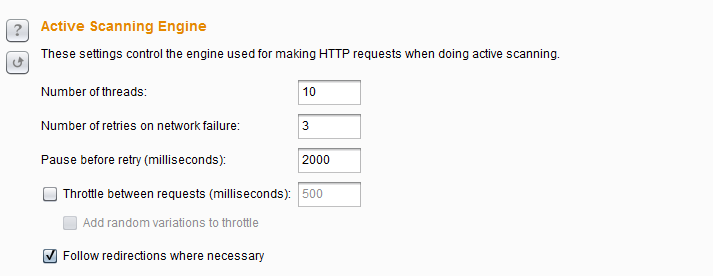 ?
Active Scanning Engine
These settings control the engine used for making HTTP requests when doing active scanning.
Number of threads: 10
Number of retries on network failure: 3
Pause before retry (milliseconds): 2000
Throttle between requests (milliseconds): 500
Add random variations to throttle
Follow redirections where necessary